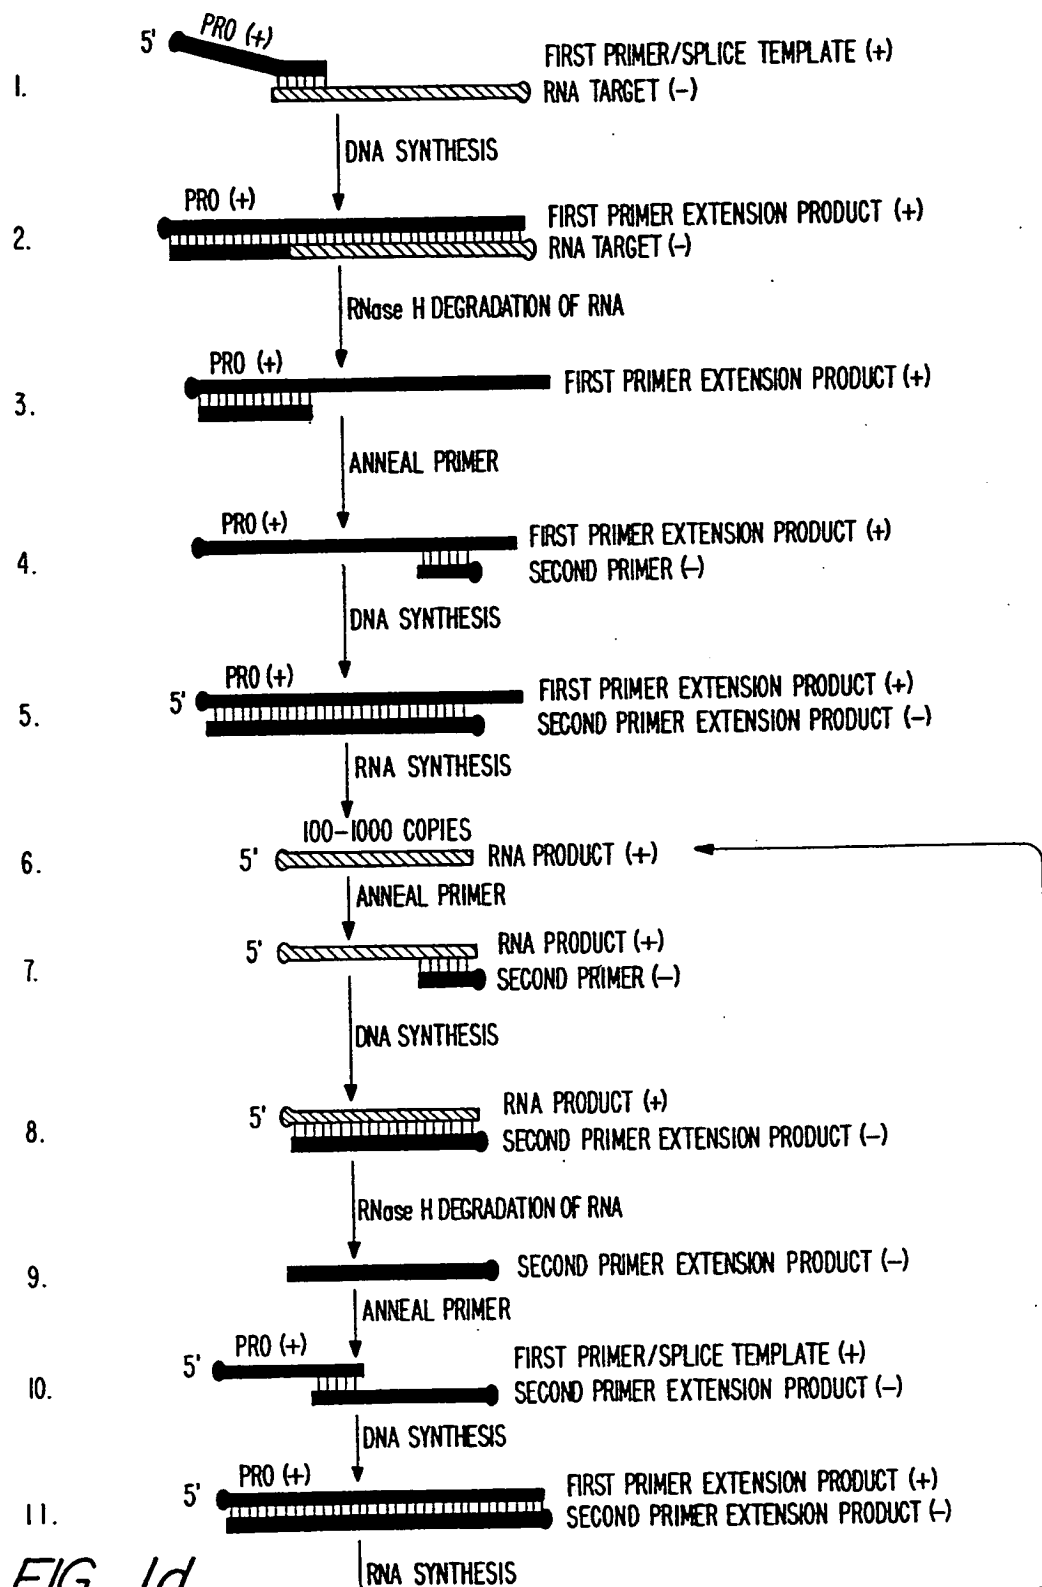 5' PRO (+)
FIRST PRIMER/SPLICE TEMPLATE (+)
1. RNA TARGET (–)
DNA SYNTHESIS
PRO (+)
FIRST PRIMER EXTENSION PRODUCT (+)
2. RNA TARGET (–)
RNase H DEGRADATION OF RNA
PRO (+)
FIRST PRIMER EXTENSION PRODUCT (+)
3.
ANNEAL PRIMER
PRO (+)
FIRST PRIMER EXTENSION PRODUCT (+)
4. SECOND PRIMER (–)
DNA SYNTHESIS
PRO (+)
5' FIRST PRIMER EXTENSION PRODUCT (+)
5. SECOND PRIMER EXTENSION PRODUCT (–)
RNA SYNTHESIS
100–1000 COPIES
6. 5' RNA PRODUCT (+)
ANNEAL PRIMER
5' RNA PRODUCT (+)
7. SECOND PRIMER (–)
DNA SYNTHESIS
5' RNA PRODUCT (+)
8. SECOND PRIMER EXTENSION PRODUCT (–)
RNase H DEGRADATION OF RNA
9. SECOND PRIMER EXTENSION PRODUCT (–)
ANNEAL PRIMER
PRO (+)
5' FIRST PRIMER/SPLICE TEMPLATE (+)
10. SECOND PRIMER EXTENSION PRODUCT (–)
DNA SYNTHESIS
PRO (+)
5' FIRST PRIMER EXTENSION PRODUCT (+)
11. SECOND PRIMER EXTENSION PRODUCT (–)
FIG. 1d
RNA SYNTHESIS